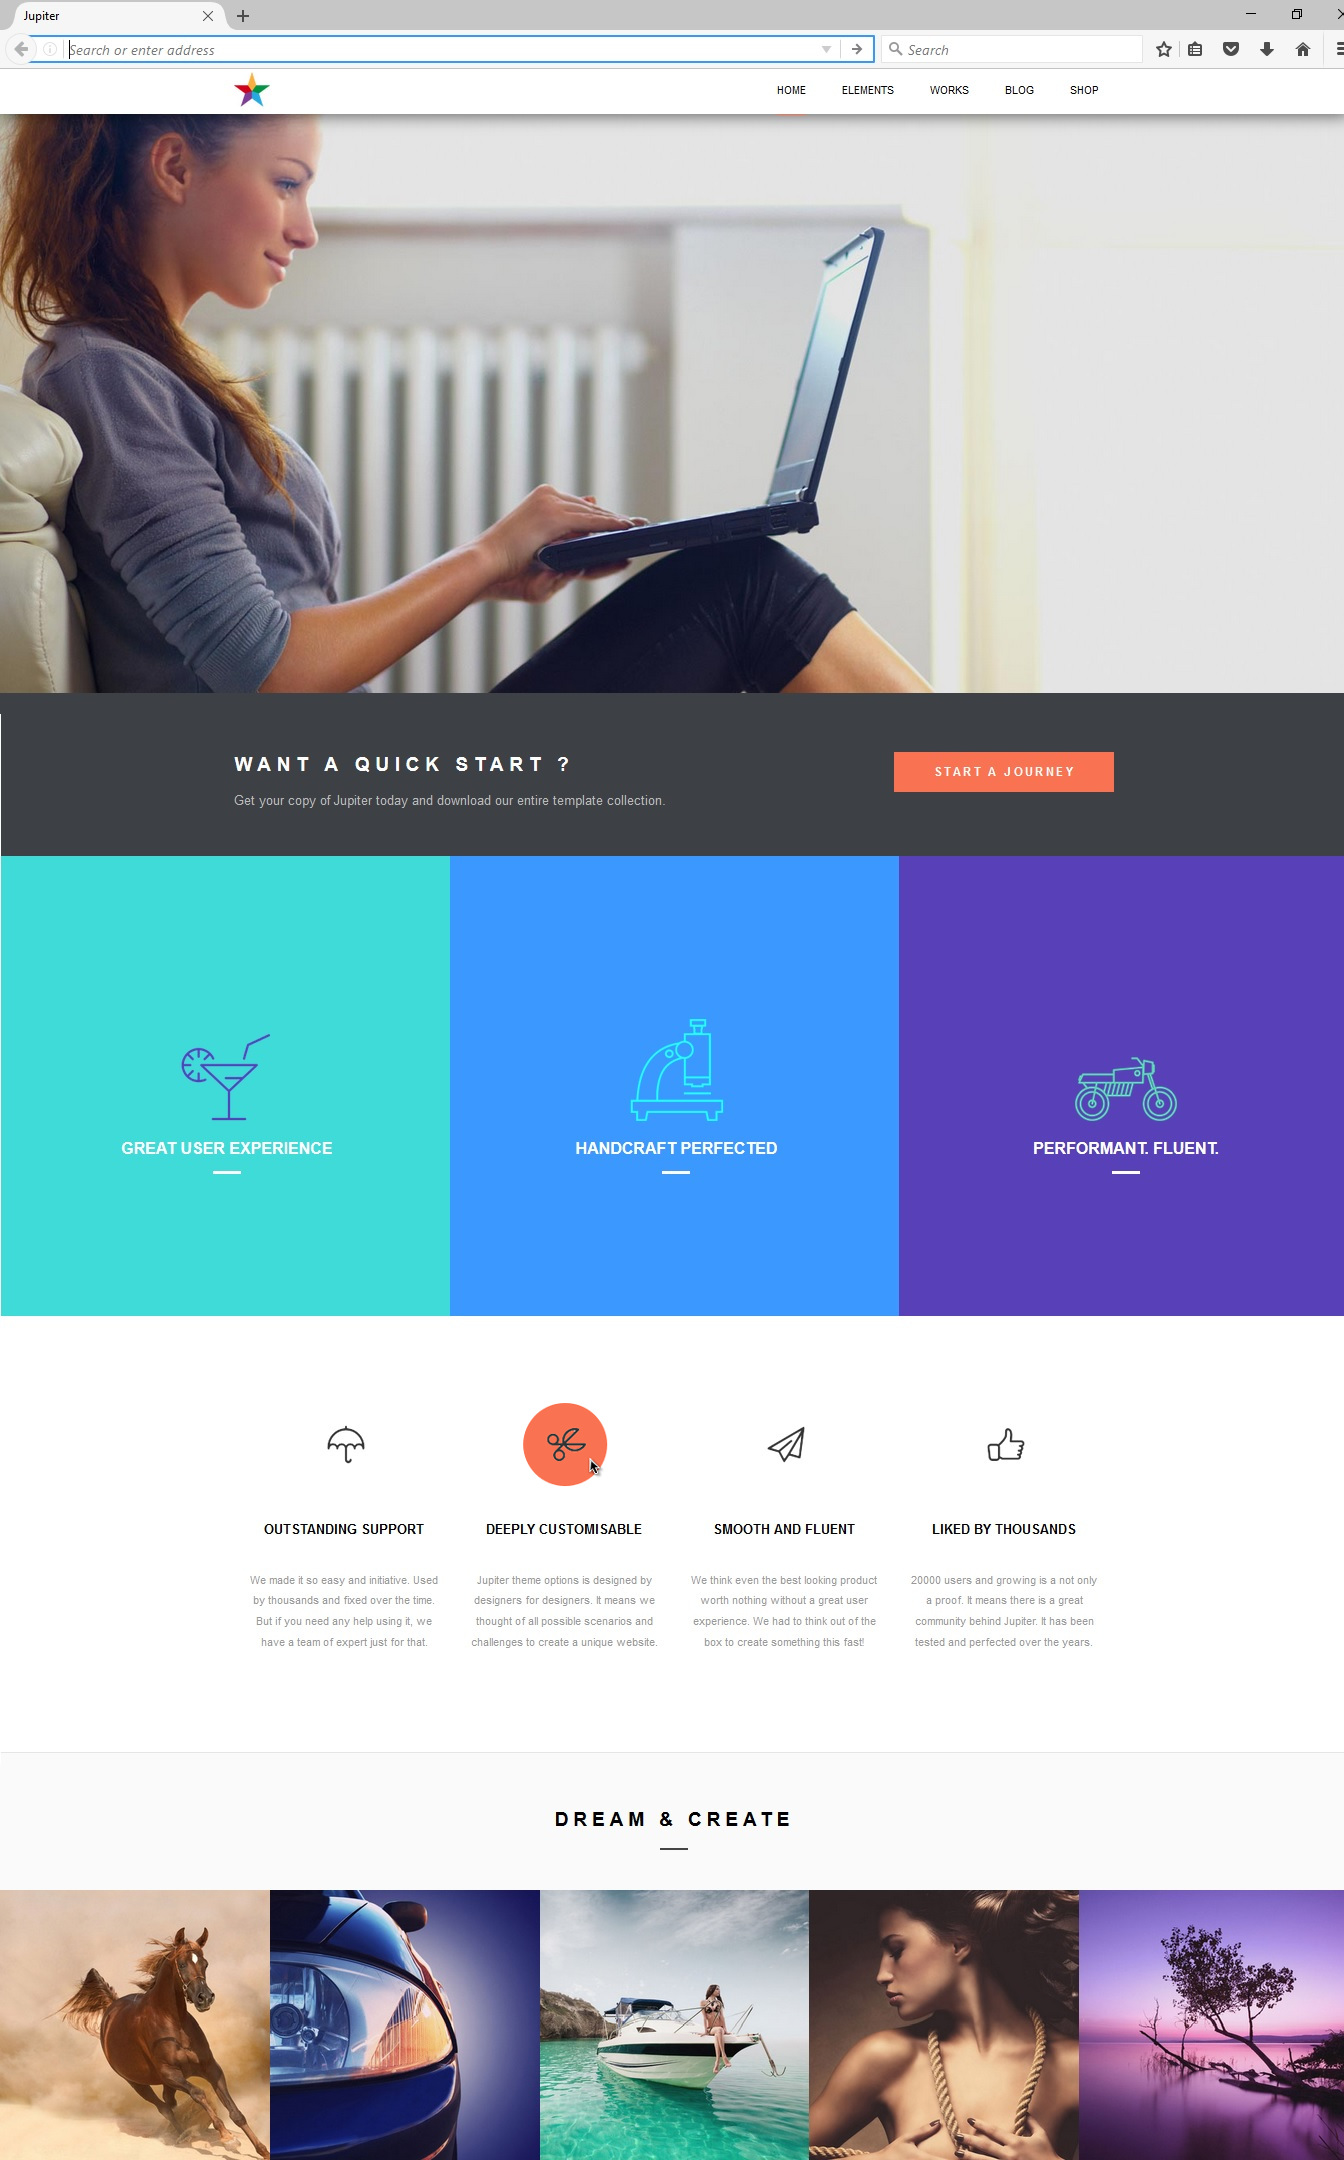 Jupiter
Search or enter address
Search
HOME
ELEMENTS
WORKS
BLOG
SHOP
WANT A QUICK START ?
Get your copy of Jupiter today and download our entire template collection.
START A JOURNEY
GREAT USER EXPERIENCE
HANDCRAFT PERFECTED
PERFORMANT. FLUENT.
OUTSTANDING SUPPORT
We made it so easy and initiative. Used
by thousands and fixed over the time.
But if you need any help using it, we
have a team of expert just for that.
DEEPLY CUSTOMISABLE
Jupiter theme options is designed by
designers for designers. It means we
thought of all possible scenarios and
challenges to create a unique website.
SMOOTH AND FLUENT
We think even the best looking product
worth nothing without a great user
experience. We had to think out of the
box to create something this fast!
LIKED BY THOUSANDS
20000 users and growing is a not only
a proof. It means there is a great
community behind Jupiter. It has been
tested and perfected over the years.
DREAM & CREATE